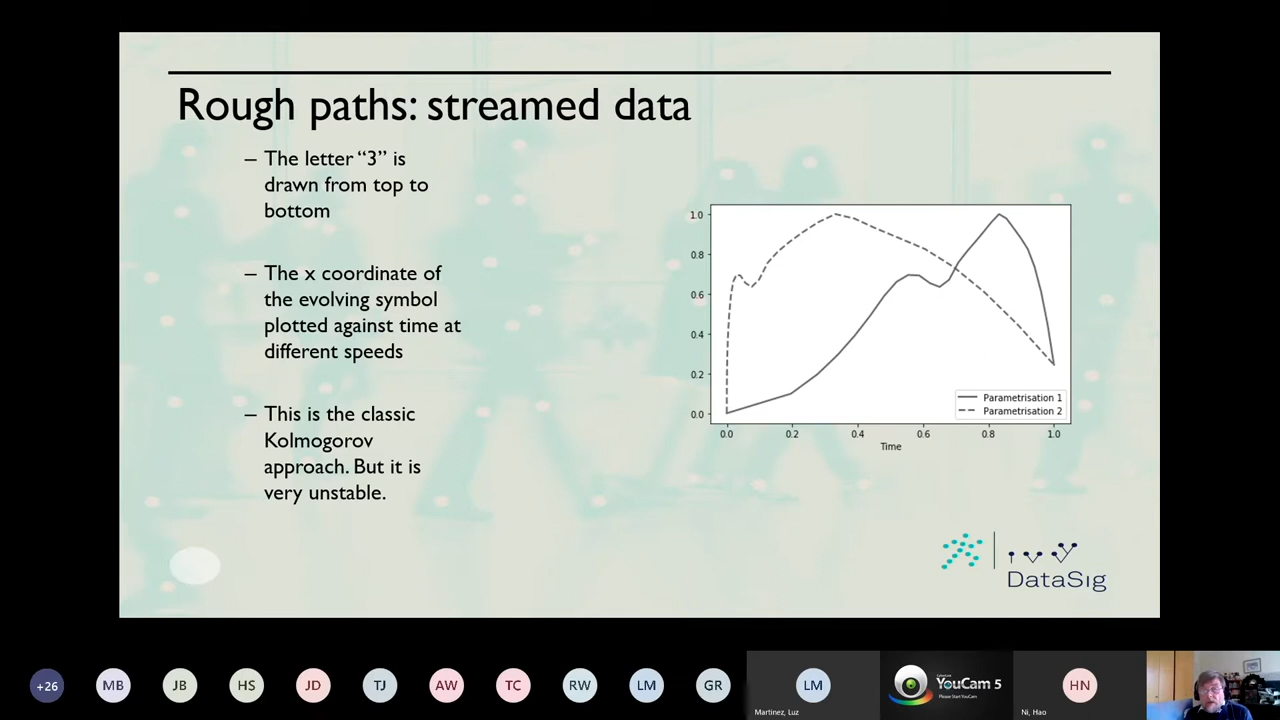 Rough paths: streamed data
– The letter “3” is
drawn from top to
bottom
– The x coordinate of
the evolving symbol
plotted against time at
different speeds
– This is the classic
Kolmogorov
approach. But it is
very unstable.
1.0
0.8
0.6
0.4
0.2
0.0
0.0 0.2 0.4 0.6 0.8 1.0
Time
Parametrisation 1
Parametrisation 2
DataSig
+26 MB JB HS JD TJ AW TC RW LM GR LM HN
YouCam 5
Please Start YouCam
Martinez, Luz
Ni, Hao